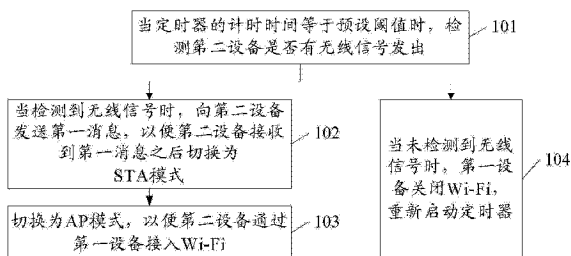 当定时器的计时时间等于预设阈值时，检
测第二设备是否有无线信号发出
101
当检测到无线信号时，向第二设备
发送第一消息，以便第二设备接收
到第一消息之后切换为
STA模式
102
切换为AP模式，以便第二设备通过
第一设备接入Wi-Fi
103
当未检测到无线
信号时，第一设
备关闭Wi-Fi，
重新启动定时器
104